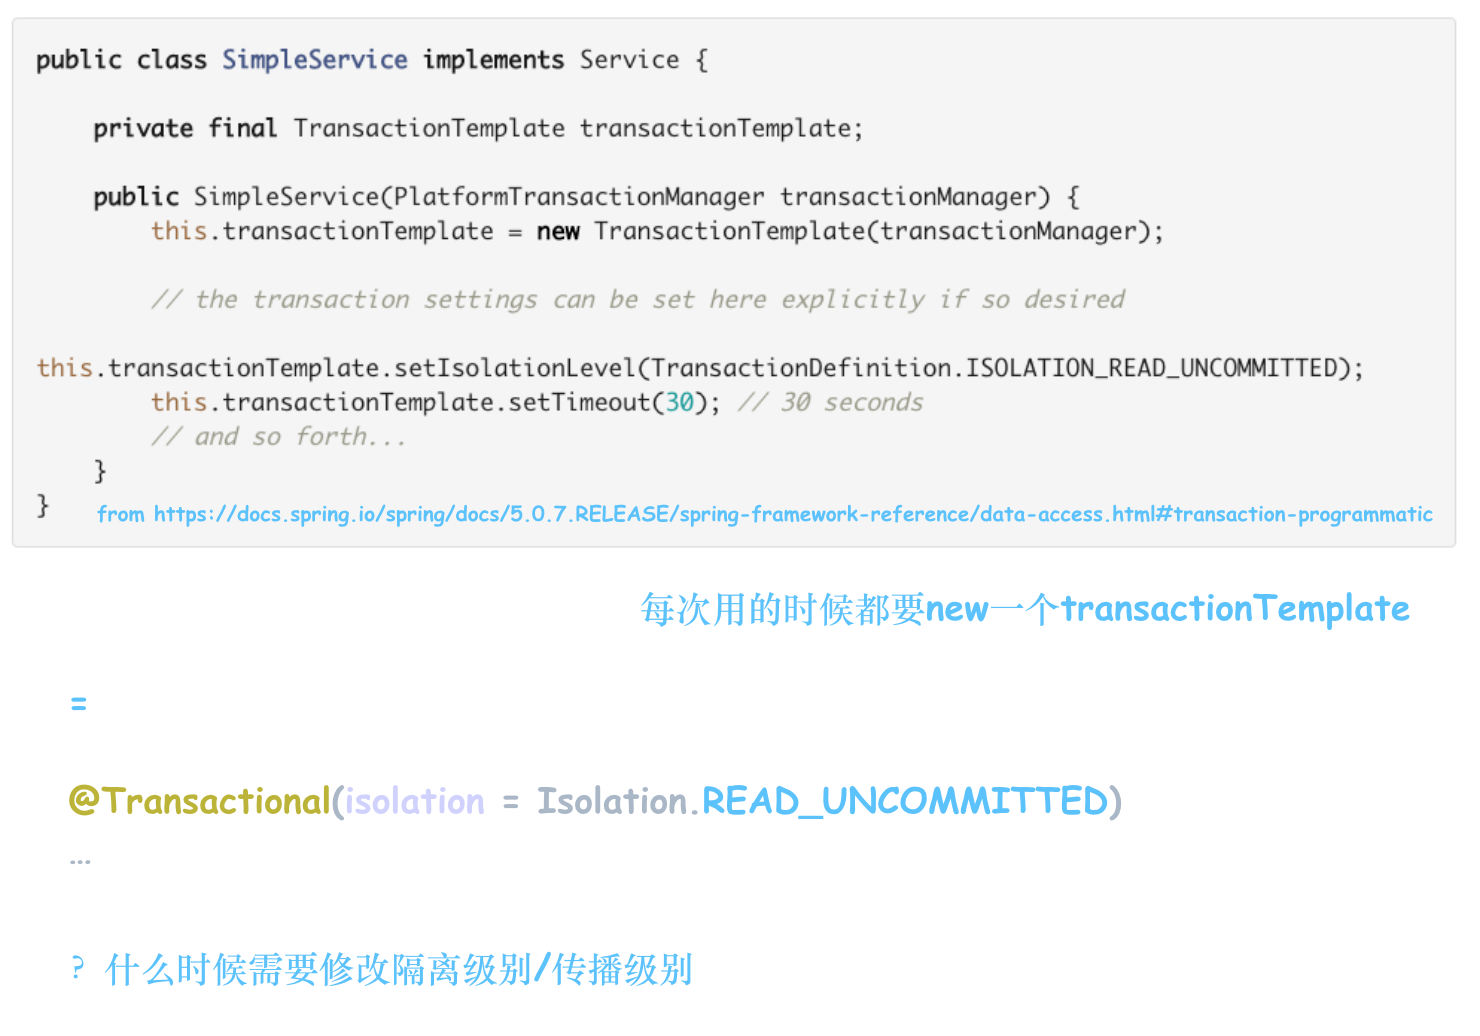 public class SimpleService implements Service {
private final TransactionTemplate transactionTemplate;
public SimpleService(PlatformTransactionManager transactionManager) {
this.transactionTemplate = new TransactionTemplate(transactionManager);
// the transaction settings can be set here explicitly if so desired
this.transactionTemplate.setIsolationLevel(TransactionDefinition.ISOLATION_READ_UNCOMMITTED);
this.transactionTemplate.setTimeout(30); // 30 seconds
// and so forth...
}
}
from https://docs.spring.io/spring/docs/5.0.7.RELEASE/spring-framework-reference/data-access.html#transaction-programmatic
每次用的时候都要new一个transactionTemplate
=
@Transactional(isolation = Isolation.READ_UNCOMMITTED)
…
? 什么时候需要修改隔离级别/传播级别